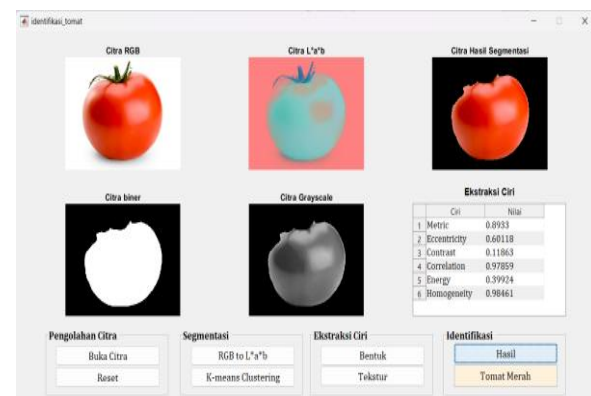 identifikasi_tomat
Citra RGB
Citra L*a*b
Citra Hasil Segmentasi
Citra biner
Citra Grayscale
Ekstraksi Ciri
Ciri Nilai
1 Metric 0.8933
2 Eccentricity 0.60118
3 Contrast 0.11863
4 Correlation 0.97859
5 Energy 0.39924
6 Homogeneity 0.98461
Pengolahan Citra
Buka Citra
Reset
Segmentasi
RGB to L*a*b
K-means Clustering
Ekstraksi Ciri
Bentuk
Tekstur
Identifikasi
Hasil
Tomat Merah